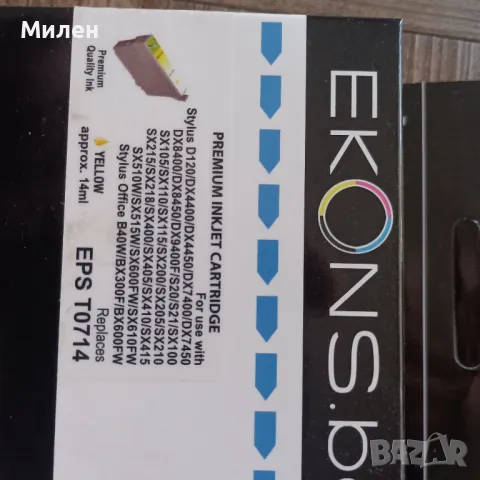 Милен
EKONS.b
Premium
Quality Ink
PREMIUM INKJET CARTRIDGE
For use with
Stylus D120/DX4400/DX4450/DX7400/DX7450
DX8400/DX8450/DX9400F/S20/S21/SX100
SX105/SX110/SX115/SX200/SX205/SX210
SX215/SX218/SX400/SX405/SX410/SX415
SX510W/SX515W/SX600FW/SX610FW
Stylus Office B40W/BX300F/BX600FW
YELLOW
approx. 14ml
Replaces
EPS T0714
BAZAR